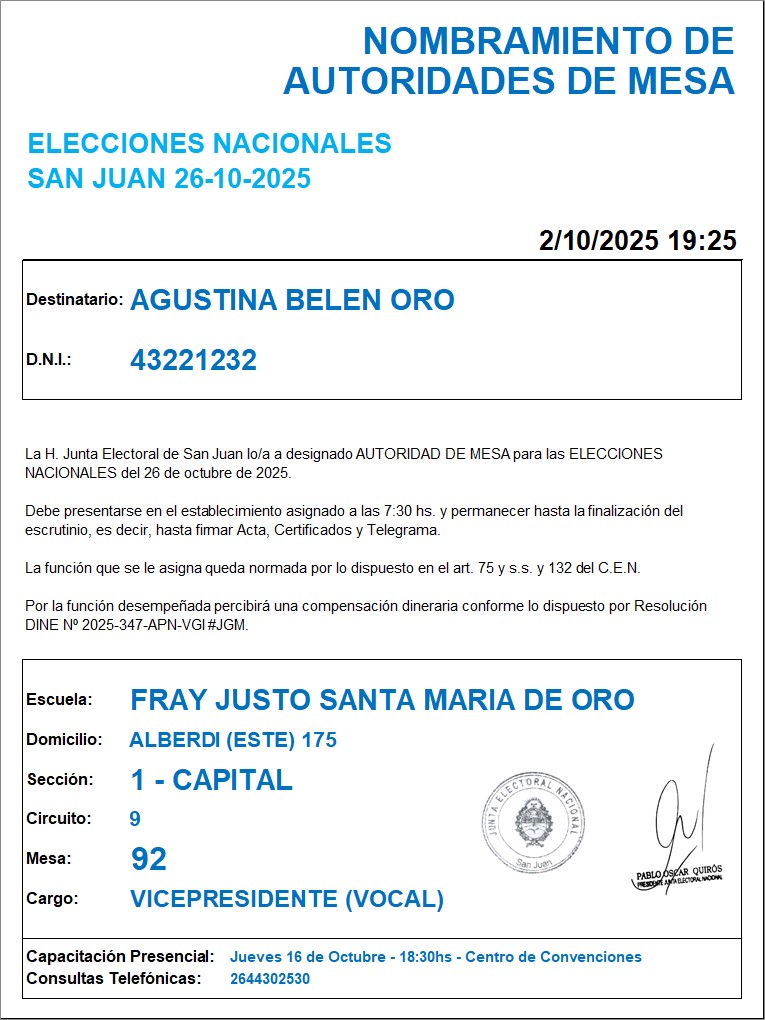 NOMBRAMIENTO DE
AUTORIDADES DE MESA
ELECCIONES NACIONALES
SAN JUAN 26-10-2025
2/10/2025 19:25
Destinatario: AGUSTINA BELEN ORO
D.N.I.: 43221232
La H. Junta Electoral de San Juan lo/a a designado AUTORIDAD DE MESA para las ELECCIONES
NACIONALES del 26 de octubre de 2025.
Debe presentarse en el establecimiento asignado a las 7:30 hs. y permanecer hasta la finalización del
escrutinio, es decir, hasta firmar Acta, Certificados y Telegrama.
La función que se le asigna queda normada por lo dispuesto en el art. 75 y s.s. y 132 del C.E.N.
Por la función desempeñada percibirá una compensación dineraria conforme lo dispuesto por Resolución
DINE Nº 2025-347-APN-VGI#JGM.
Escuela: FRAY JUSTO SANTA MARIA DE ORO
Domicilio: ALBERDI (ESTE) 175
Sección: 1 - CAPITAL
Circuito: 9
Mesa: 92
Cargo: VICEPRESIDENTE (VOCAL)
JUNTA ELECTORAL NACIONAL
San Juan
PABLO OSCAR QUIRÓS
PRESIDENTE JUNTA ELECTORAL NACIONAL
Capacitación Presencial: Jueves 16 de Octubre - 18:30hs - Centro de Convenciones
Consultas Telefónicas: 2644302530